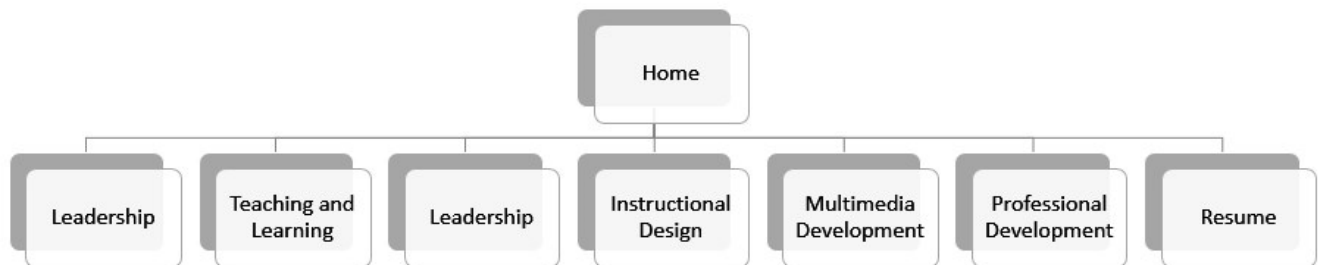 Home
Leadership
Teaching and
Learning
Leadership
Instructional
Design
Multimedia
Development
Professional
Development
Resume